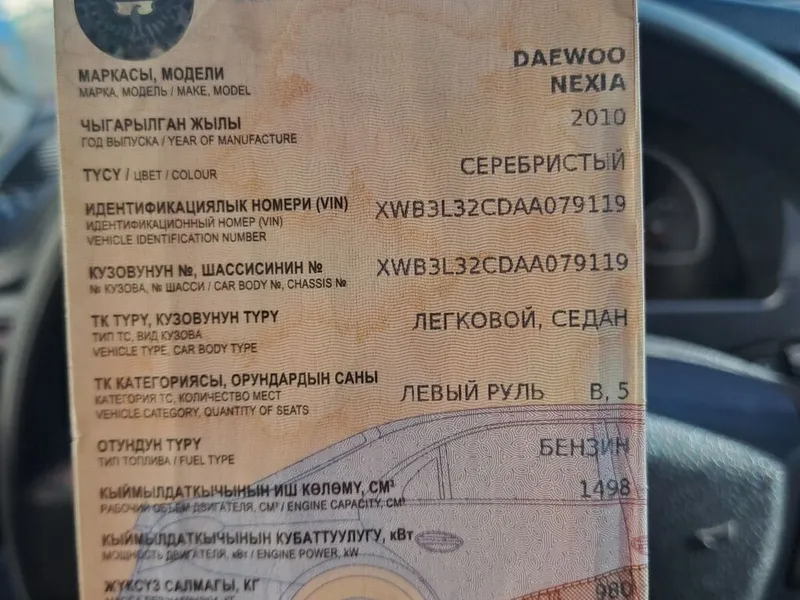 МАРКАСЫ, МОДЕЛИ
МАРКА, МОДЕЛЬ / MAKE, MODEL
DAEWOO
NEXIA
ЧЫГАРЫЛГАН ЖЫЛЫ
ГОД ВЫПУСКА / YEAR OF MANUFACTURE
2010
ТҮСҮ / ЦВЕТ / COLOUR
СЕРЕБРИСТЫЙ
ИДЕНТИФИКАЦИЯЛЫК НОМЕРИ (VIN)
ИДЕНТИФИКАЦИОННЫЙ НОМЕР (VIN)
VEHICLE IDENTIFICATION NUMBER
XWB3L32CDAA079119
КУЗОВУНУН №, ШАССИСИНИН №
№ КУЗОВА, № ШАССИ / CAR BODY №, CHASSIS №
XWB3L32CDAA079119
ТК ТҮРҮ, КУЗОВУНУН ТҮРҮ
ТИП ТС, ВИД КУЗОВА
VEHICLE TYPE, CAR BODY TYPE
ЛЕГКОВОЙ, СЕДАН
ТК КАТЕГОРИЯСЫ, ОРУНДАРДЫН САНЫ
КАТЕГОРИЯ ТС, КОЛИЧЕСТВО МЕСТ
VEHICLE CATEGORY, QUANTITY OF SEATS
ЛЕВЫЙ РУЛЬ B, 5
ОТУНДУН ТҮРҮ
ТИП ТОПЛИВА / FUEL TYPE
БЕНЗИН
КЫЙМЫЛДАТКЫЧЫНЫН ИШ КӨЛӨМҮ, СМ³
РАБОЧИЙ ОБЪЕМ ДВИГАТЕЛЯ, СМ³ / ENGINE CAPACITY, CM³
1498
КЫЙМЫЛДАТКЫЧЫНЫН КУБАТТУУЛУГУ, кВт
МОЩНОСТЬ ДВИГАТЕЛЯ, кВт / ENGINE POWER, kW
ЖҮКСҮЗ САЛМАГЫ, КГ
980